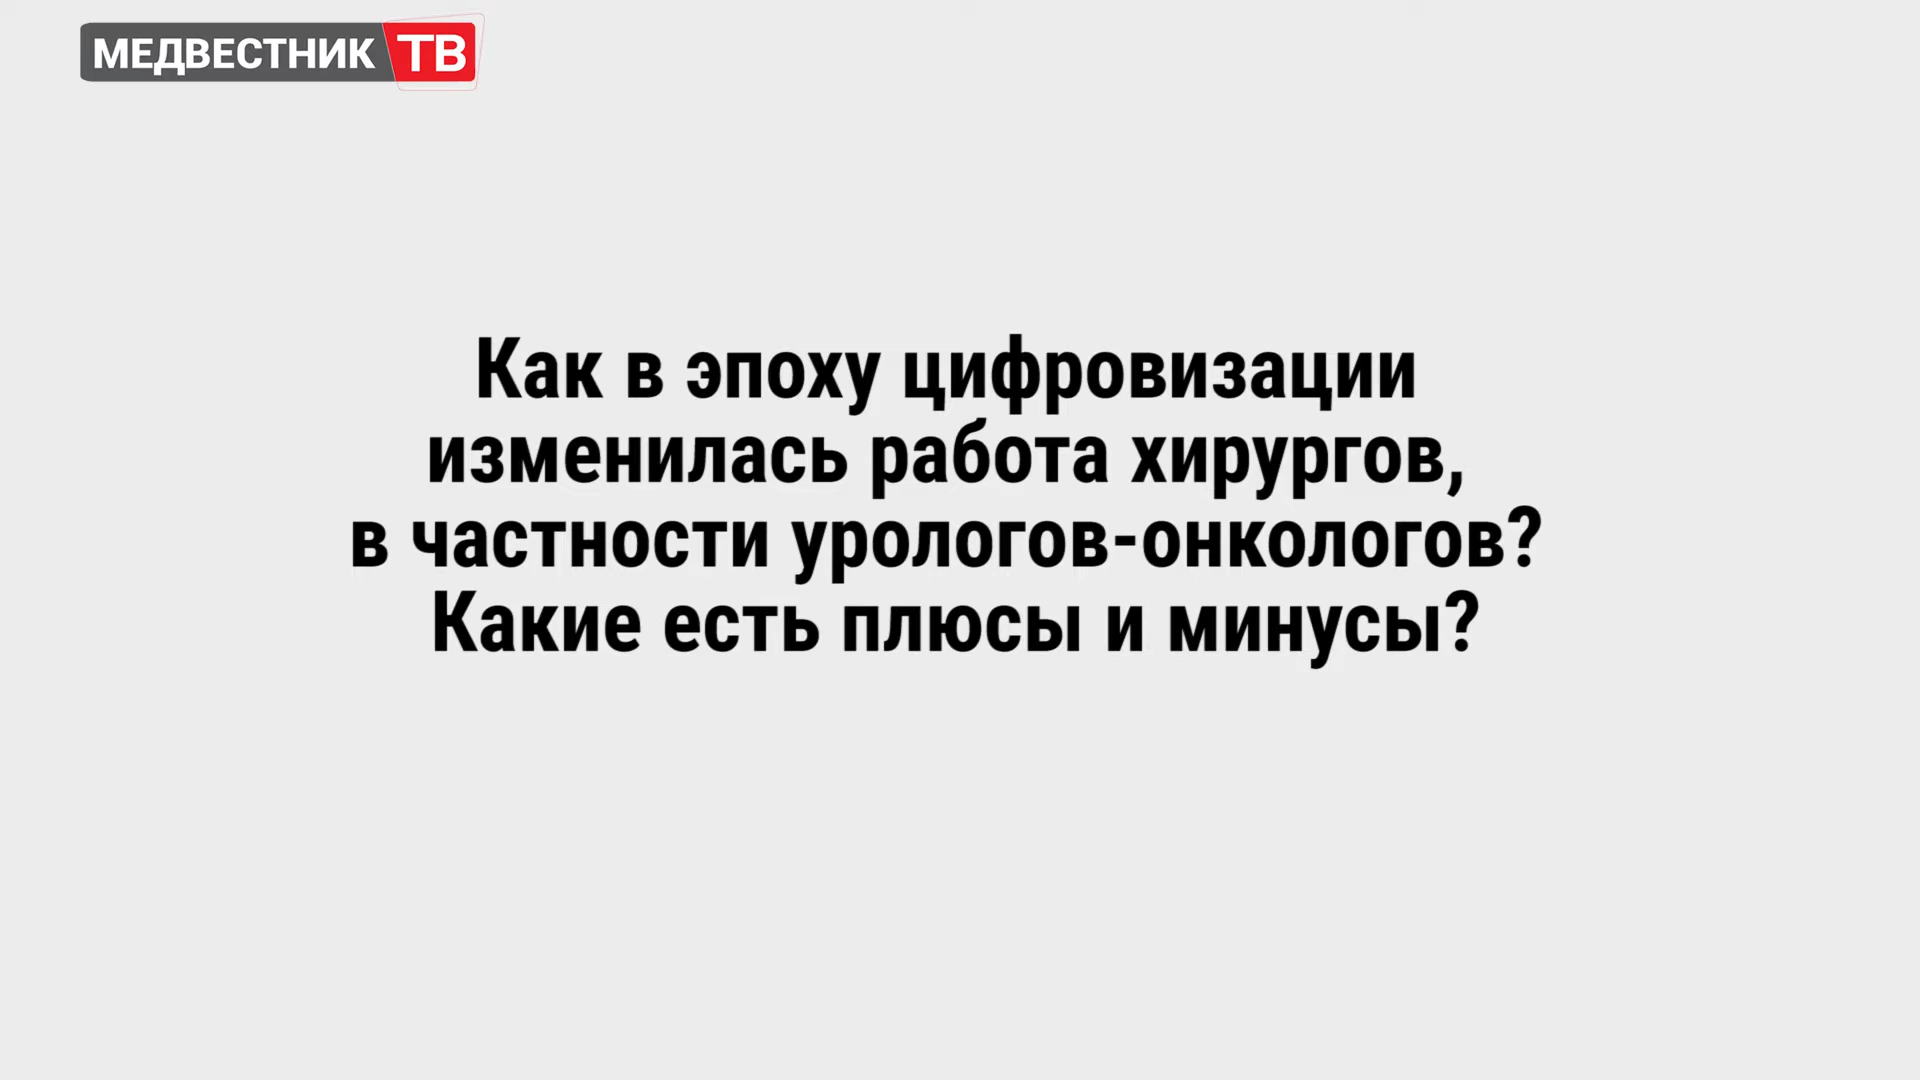 МЕДВЕСТНИК ТВ
Как в эпоху цифровизации
изменилась работа хирургов,
в частности урологов-онкологов?
Какие есть плюсы и минусы?